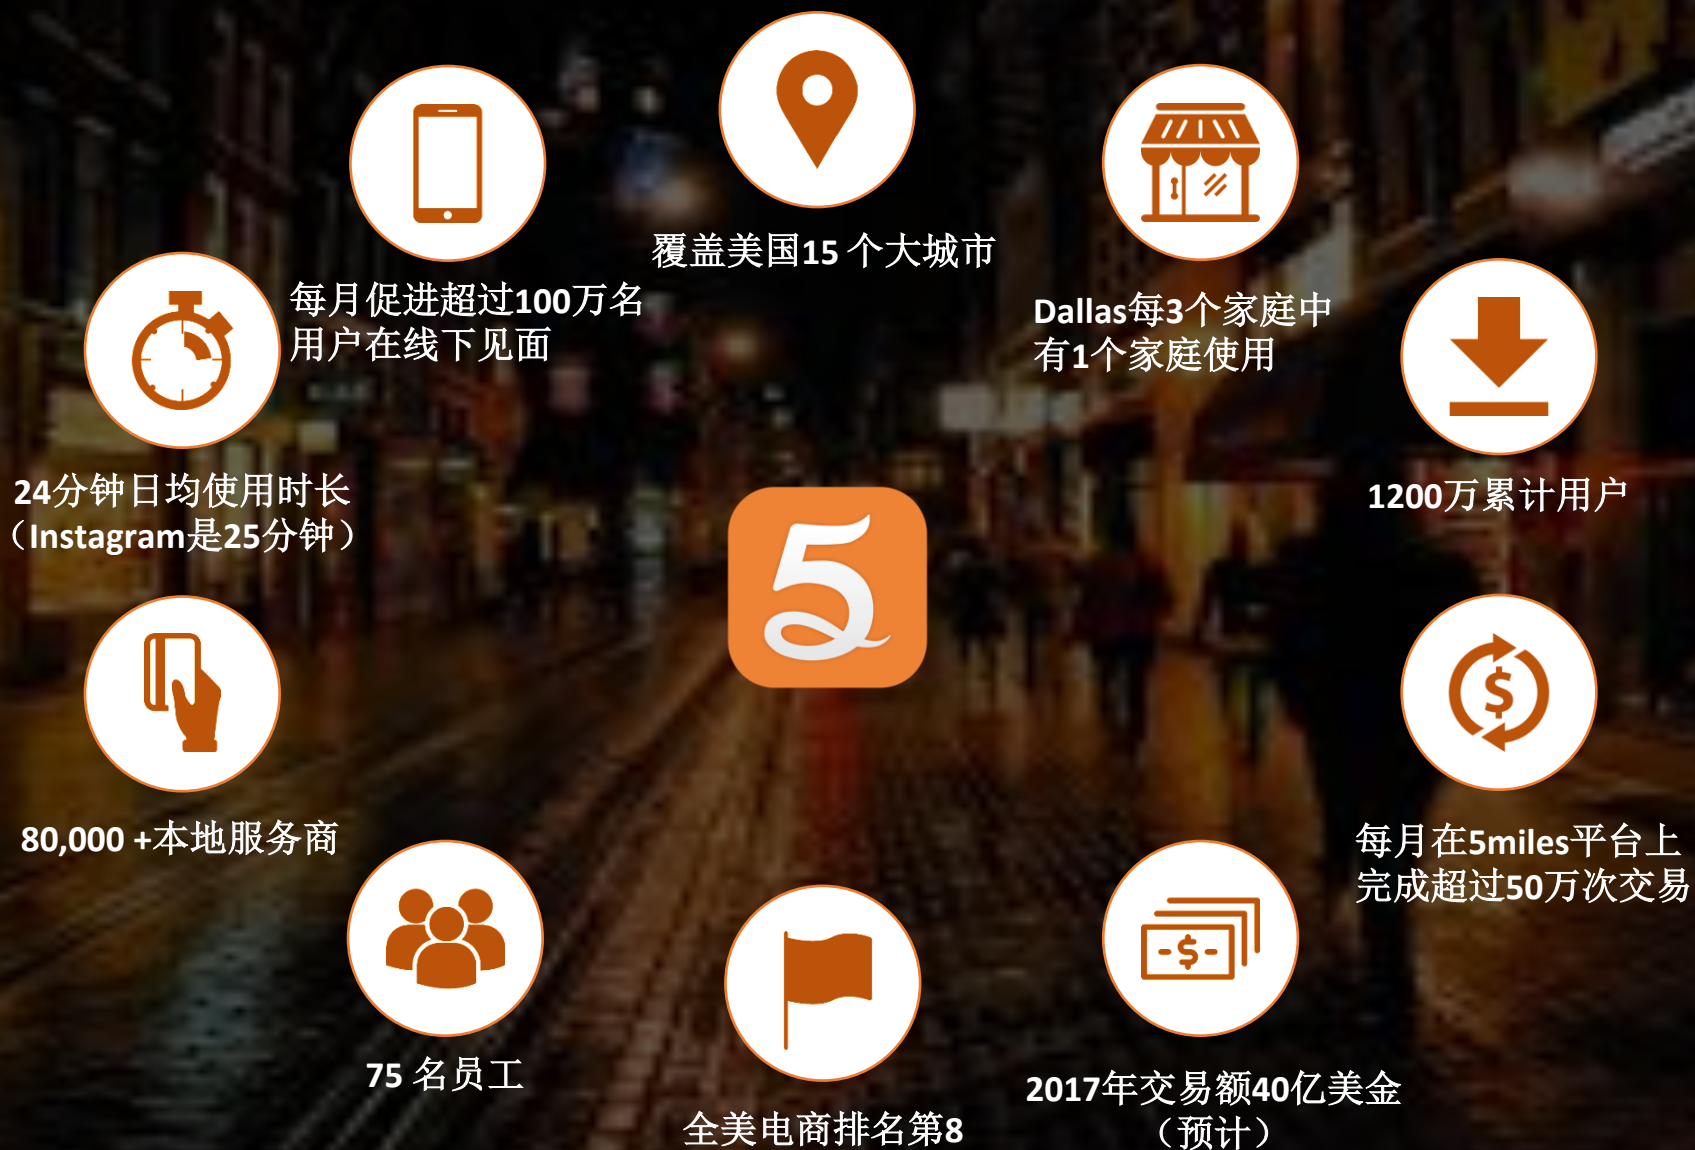 覆盖美国15 个大城市
每月促进超过100万名
用户在线下见面
Dallas每3个家庭中
有1个家庭使用
24分钟日均使用时长
（Instagram是25分钟）
1200万累计用户
5
80,000 +本地服务商
每月在5miles平台上
完成超过50万次交易
75 名员工
全美电商排名第8
2017年交易额40亿美金
（预计）
$
-$-